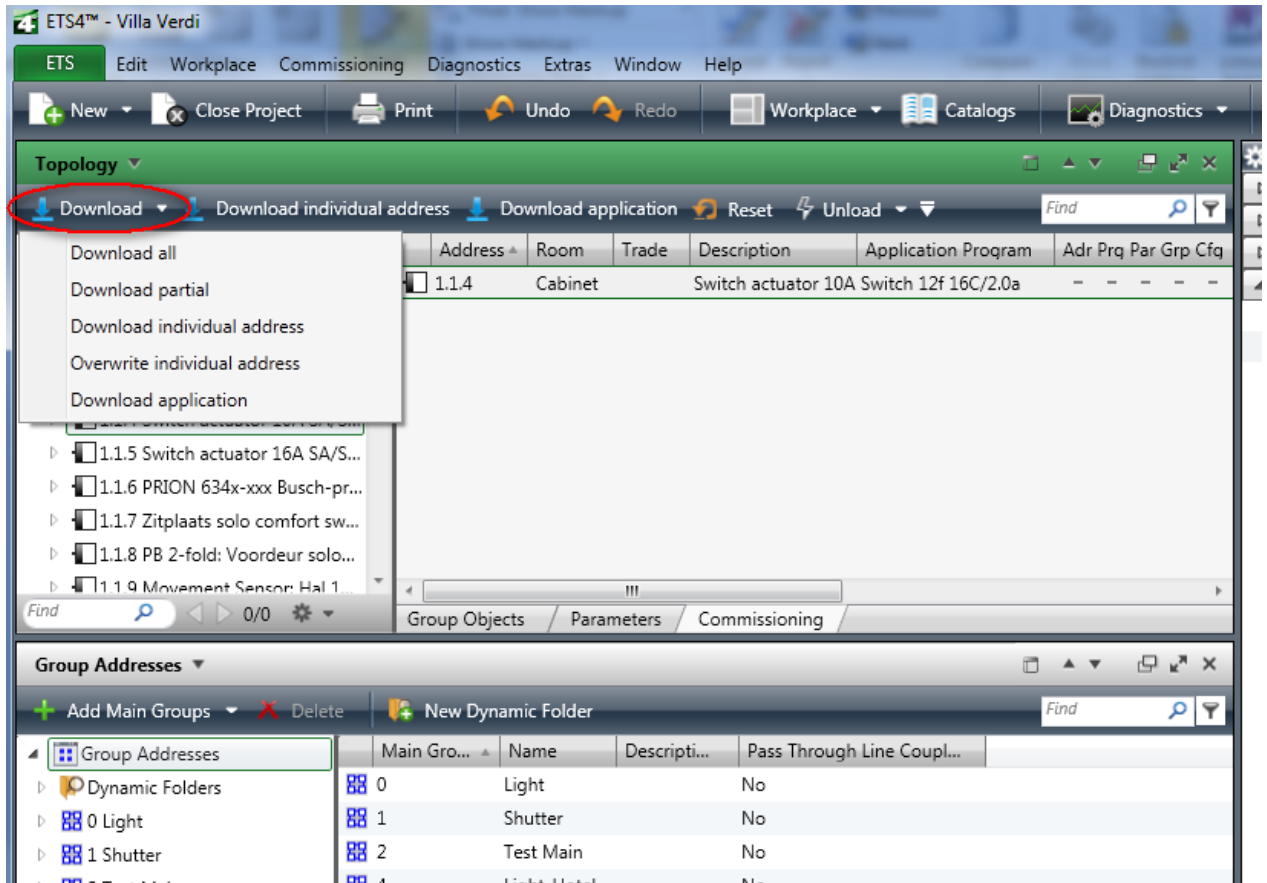 ETS4™ - Villa Verdi
ETS Edit Workplace Commissioning Diagnostics Extras Window Help
New Close Project Print Undo Redo Workplace Catalogs Diagnostics
Topology
Download Download individual address Download application Reset Unload Find
Address Room Trade Description Application Program Adr Prg Par Grp Cfg
1.1.4 Cabinet Switch actuator 10A Switch 12f 16C/2.0a – – – – –
Download all
Download partial
Download individual address
Overwrite individual address
Download application
1.1.5 Switch actuator 16A SA/S...
1.1.6 PRION 634x-xxx Busch-pr...
1.1.7 Zitplaats solo comfort sw...
1.1.8 PB 2-fold: Voordeur solo...
1.1.9 Movement Sensor: Hal 1...
Find 0/0
Group Objects Parameters Commissioning
Group Addresses
Add Main Groups Delete New Dynamic Folder Find
Group Addresses Main Gro... Name Descripti... Pass Through Line Coupl...
Dynamic Folders 0 Light No
0 Light 1 Shutter No
1 Shutter 2 Test Main No